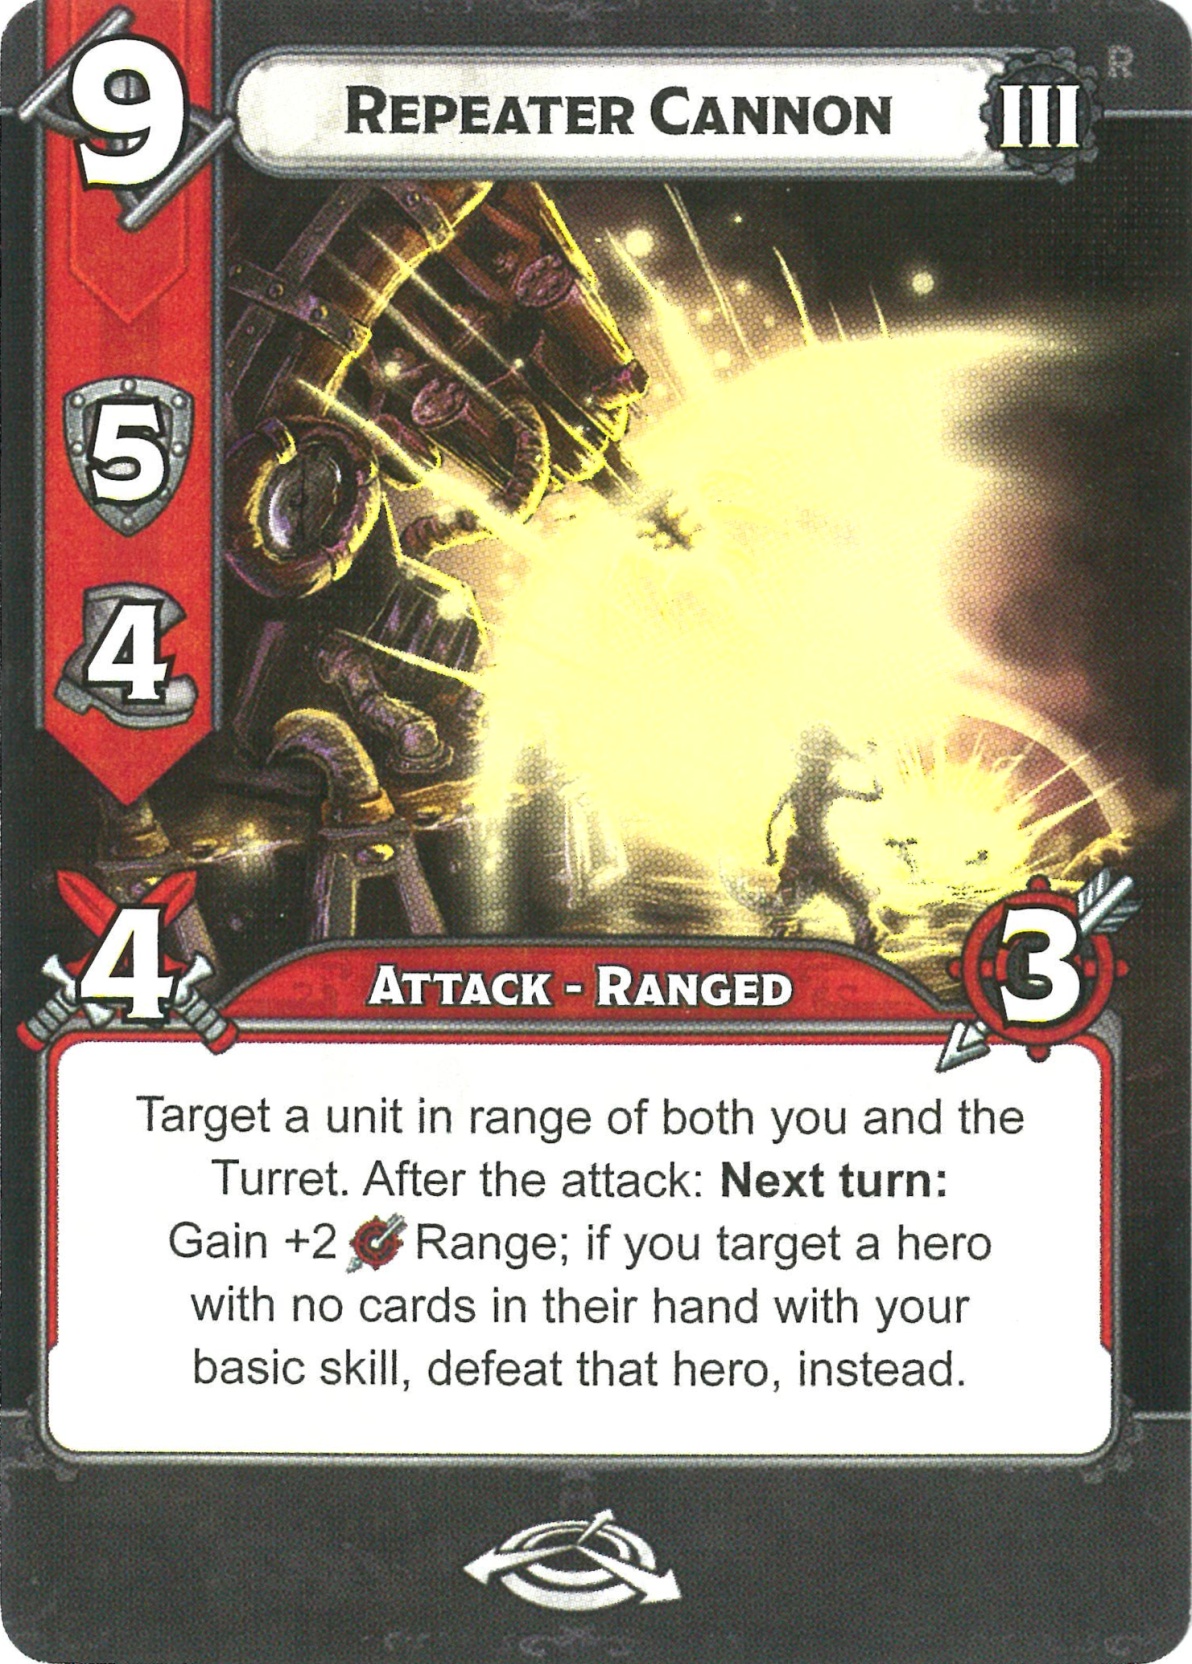 9
REPEATER CANNON
III
R
5
4
4
ATTACK - RANGED
3
Target a unit in range of both you and the
Turret. After the attack: Next turn:
Gain +2 Range; if you target a hero
with no cards in their hand with your
basic skill, defeat that hero, instead.